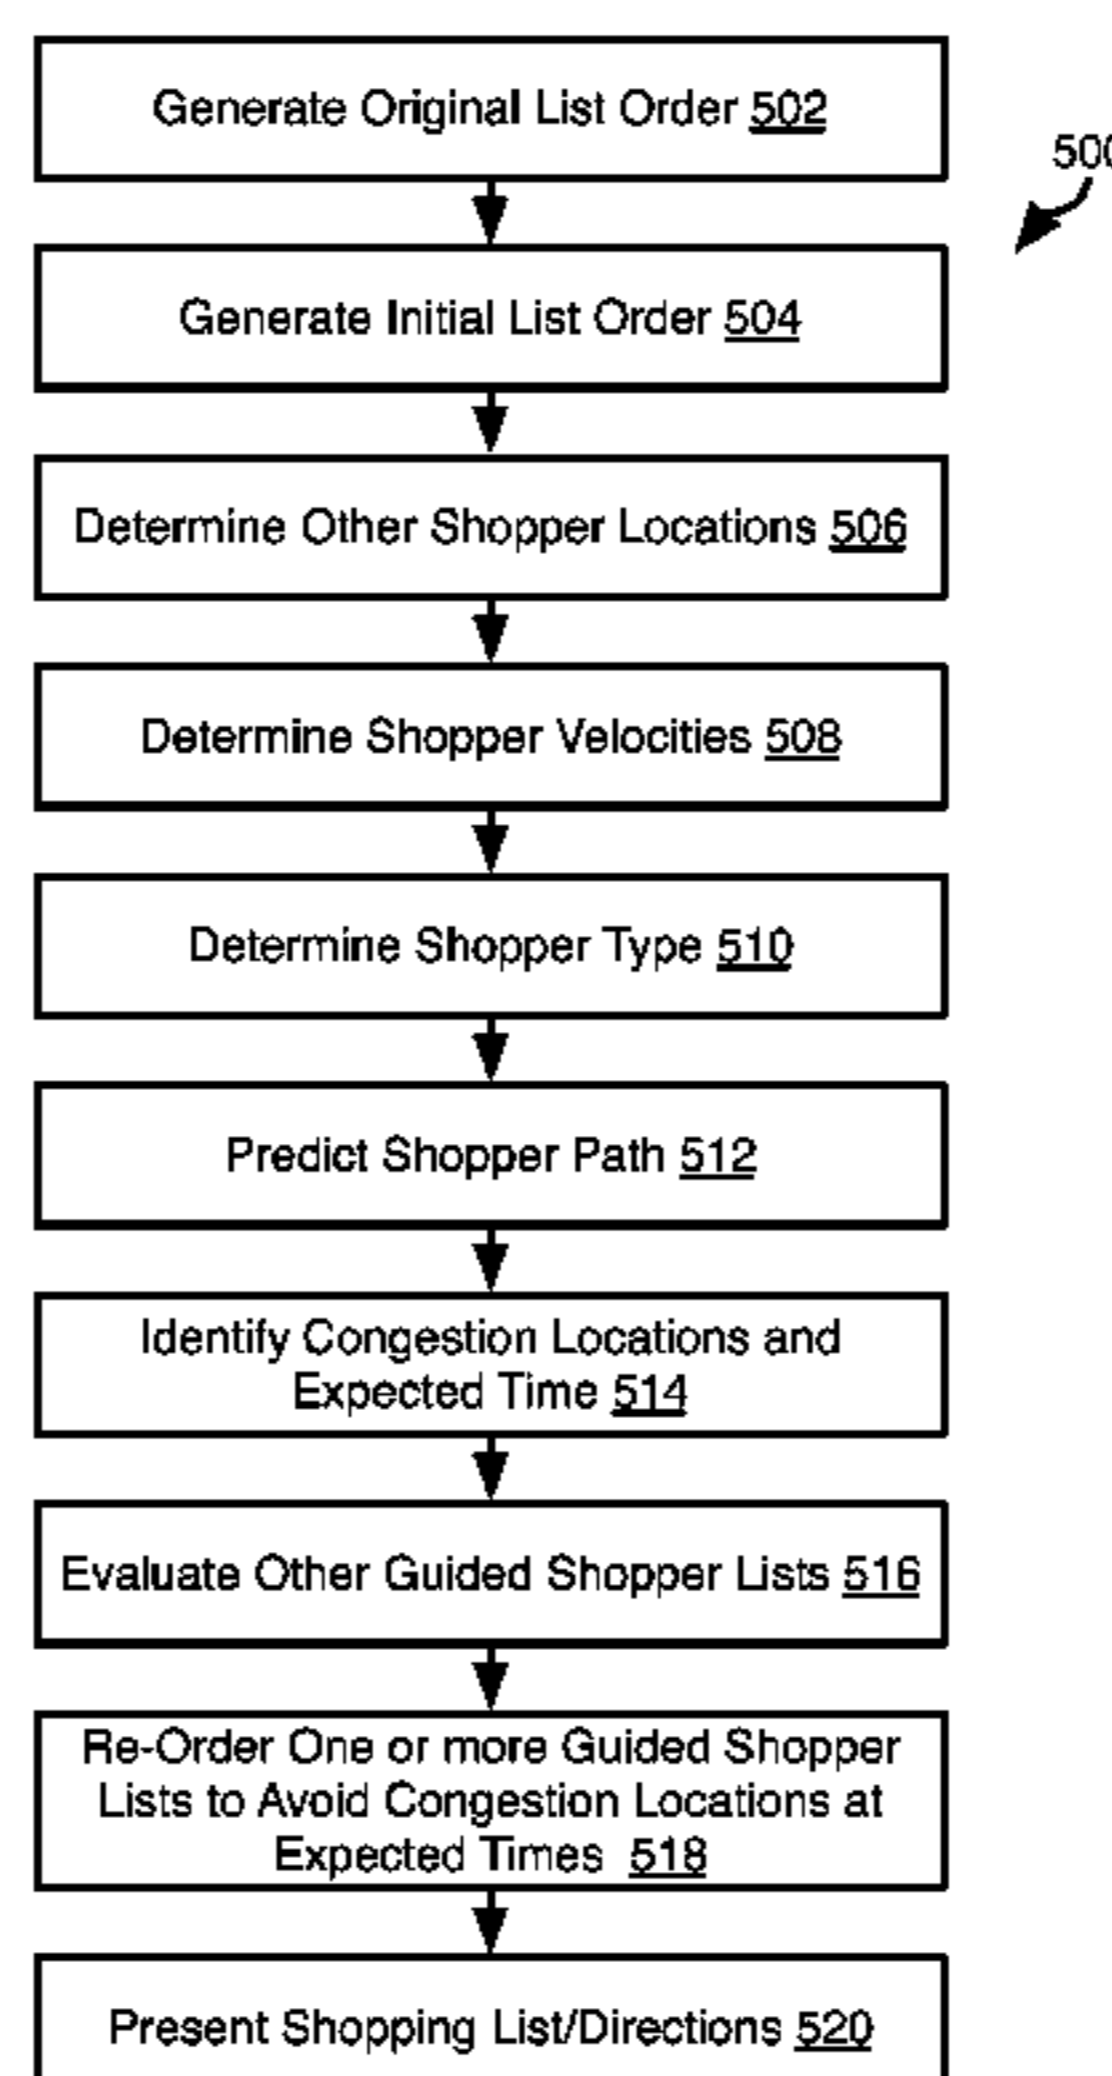 Generate Original List Order 502
500
Generate Initial List Order 504
Determine Other Shopper Locations 506
Determine Shopper Velocities 508
Determine Shopper Type 510
Predict Shopper Path 512
Identify Congestion Locations and
Expected Time 514
Evaluate Other Guided Shopper Lists 516
Re-Order One or more Guided Shopper
Lists to Avoid Congestion Locations at
Expected Times 518
Present Shopping List/Directions 520